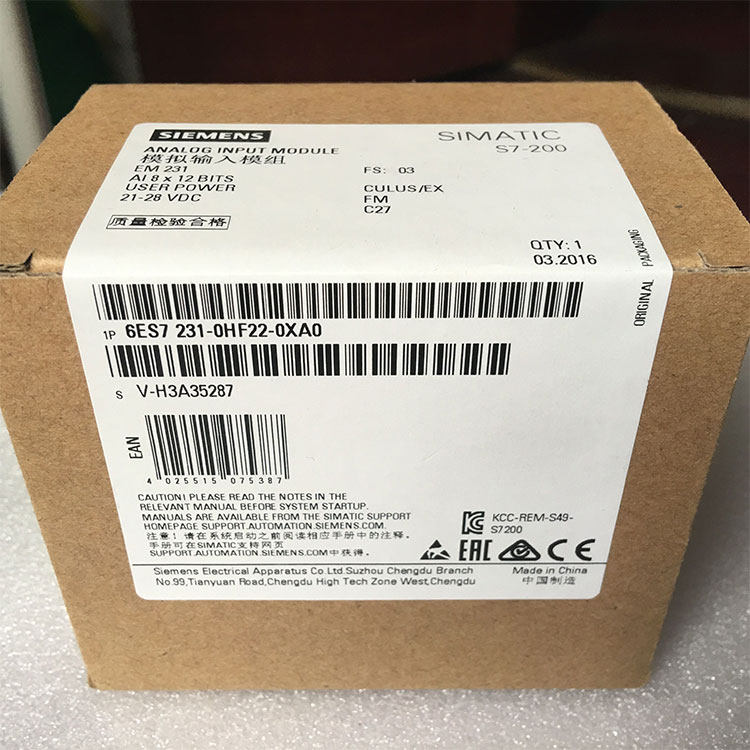 SIEMENS
SIMATIC
S7-200
ANALOG INPUT MODULE
模拟输入模组
EM 231
AI 8 x 12 BITS
USER POWER
21-28 VDC
FS: 03
CULUS/EX
FM
C27
质量检验合格
QTY: 1
03.2016
ORIGINAL PACKAGING
1P 6ES7 231-0HF22-0XA0
S V-H3A35287
EAN
4 025515 075387
CAUTION! PLEASE READ THE NOTES IN THE
RELEVANT MANUAL BEFORE SYSTEM STARTUP.
MANUALS ARE AVAILABLE FROM THE SIMATIC SUPPORT
HOMEPAGE SUPPORT.AUTOMATION.SIEMENS.COM.
注意！请在系统启动之前阅读相应手册中的注释。
手册可在SIMATIC支持网页
SUPPORT.AUTOMATION.SIEMENS.COM中获得。
KCC-REM-S49-
S7200
EAC CE
Siemens Electrical Apparatus Co.Ltd.Suzhou Chengdu Branch
No.99,Tianyuan Road,Chengdu High Tech Zone West,Chengdu
Made in China
中国制造